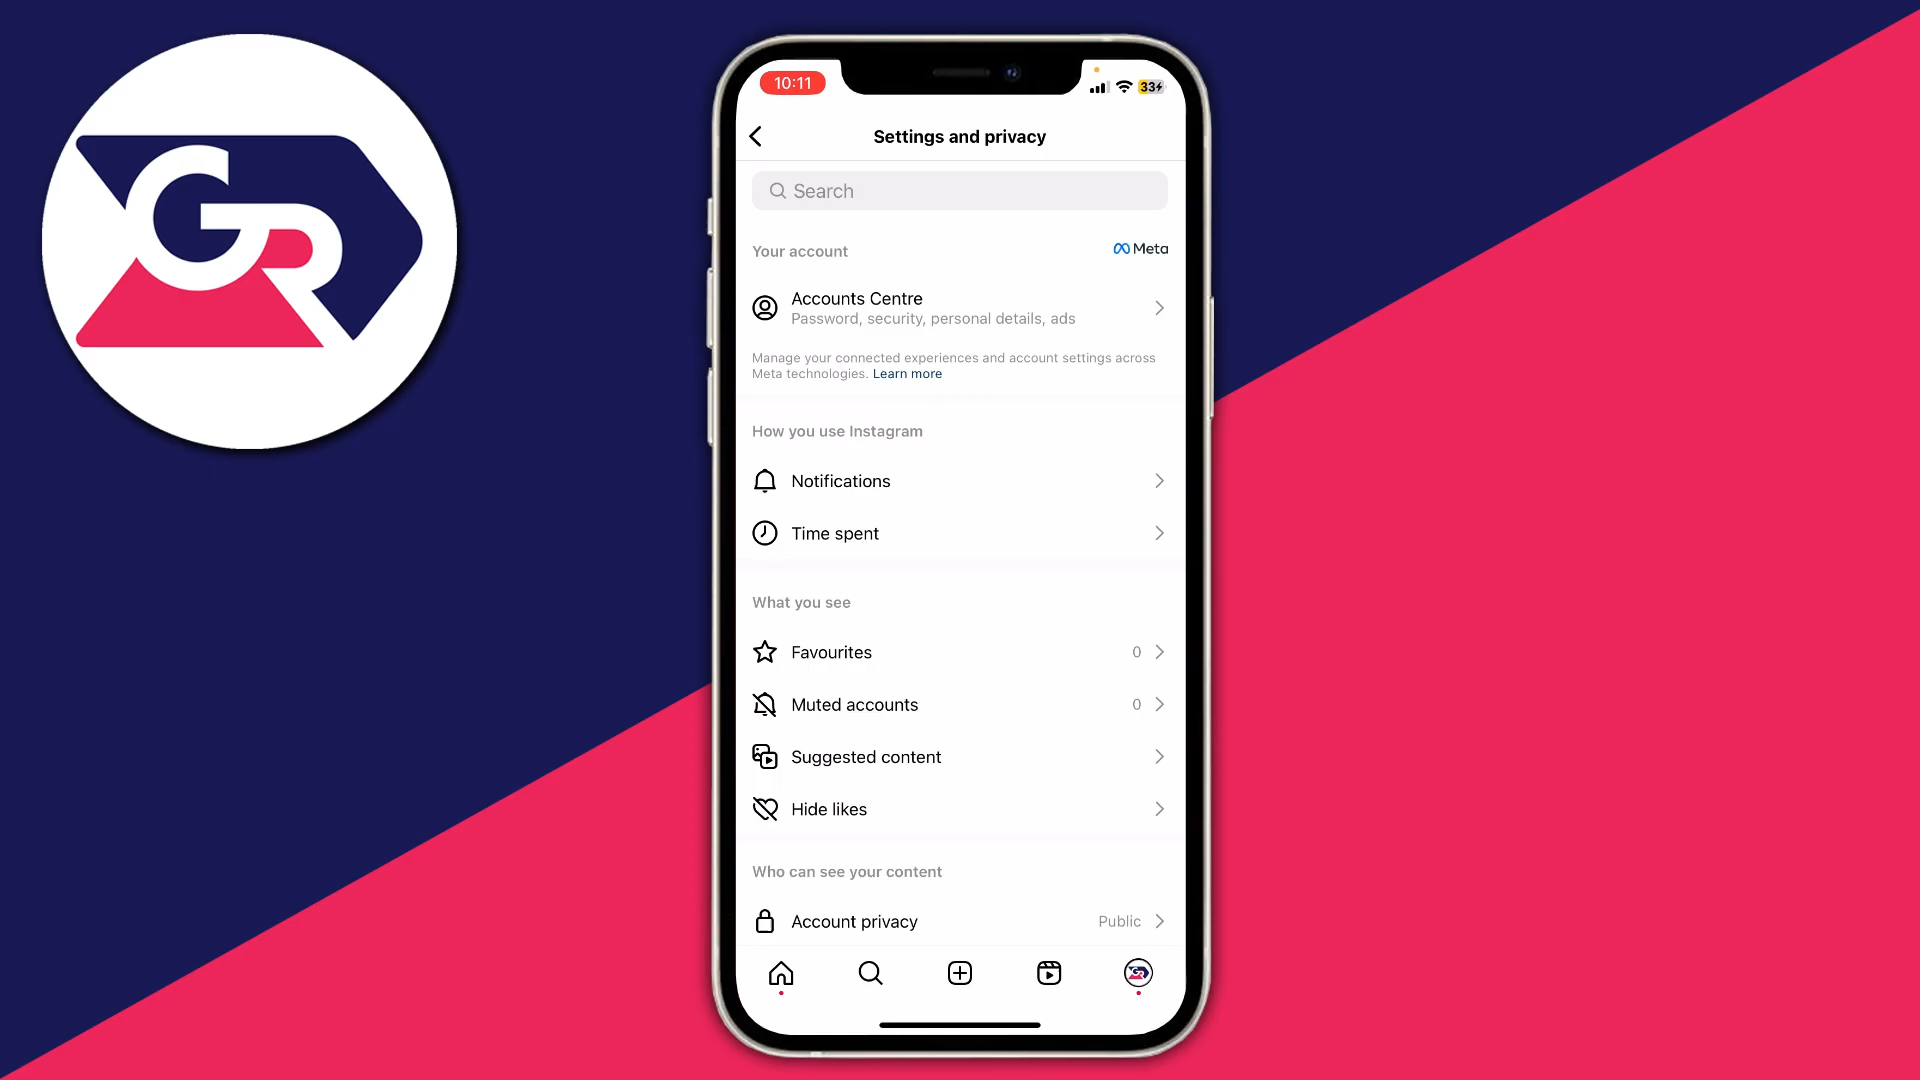 GR
10:11
33
Settings and privacy
Search
Your account
Meta
Accounts Centre
Password, security, personal details, ads
Manage your connected experiences and account settings across
Meta technologies. Learn more
How you use Instagram
Notifications
Time spent
What you see
Favourites 0
Muted accounts 0
Suggested content
Hide likes
Who can see your content
Account privacy Public
GR